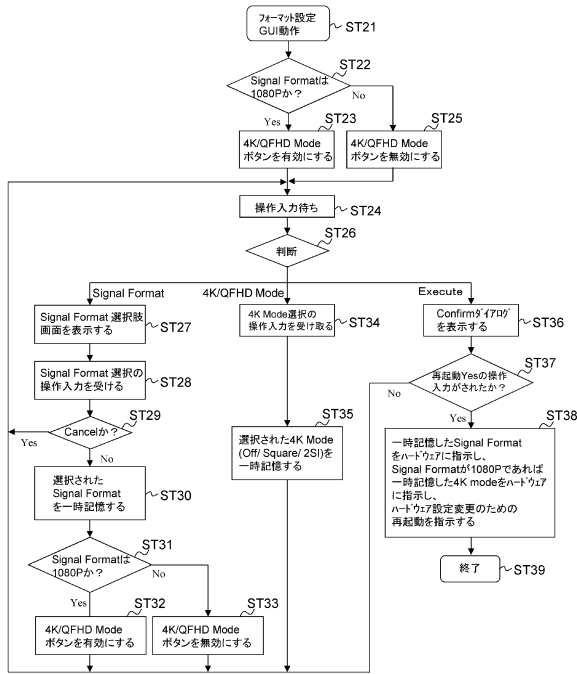 フォーマット設定
GUI動作
ST21
Signal Formatは
1080Pか？
ST22
Yes
No
ST23
4K/QFHD Mode
ボタンを有効にする
ST25
4K/QFHD Mode
ボタンを無効にする
操作入力待ち
ST24
判断
ST26
Signal Format
4K/QFHD Mode
Execute
Signal Format 選択肢
画面を表示する
ST27
Signal Format 選択の
操作入力を受ける
ST28
Cancelか？
ST29
Yes
No
選択された
Signal Format
を一時記憶する
ST30
Signal Formatは
1080Pか？
ST31
Yes
No
ST32
4K/QFHD Mode
ボタンを有効にする
ST33
4K/QFHD Mode
ボタンを無効にする
4K Mode選択の
操作入力を受け取る
ST34
ST35
選択された4K Mode
(Off/ Square/ 2SI)を
一時記憶する
Confirmダイアログ
を表示する
ST36
再起動Yesの操作
入力がされたか？
ST37
No
Yes
ST38
一時記憶したSignal Format
をハードウェアに指示し、
Signal Formatが1080Pであれば
一時記憶した4K modeをハードウェア
に指示し、
ハードウェア設定変更のための
再起動を指示する
終了
ST39